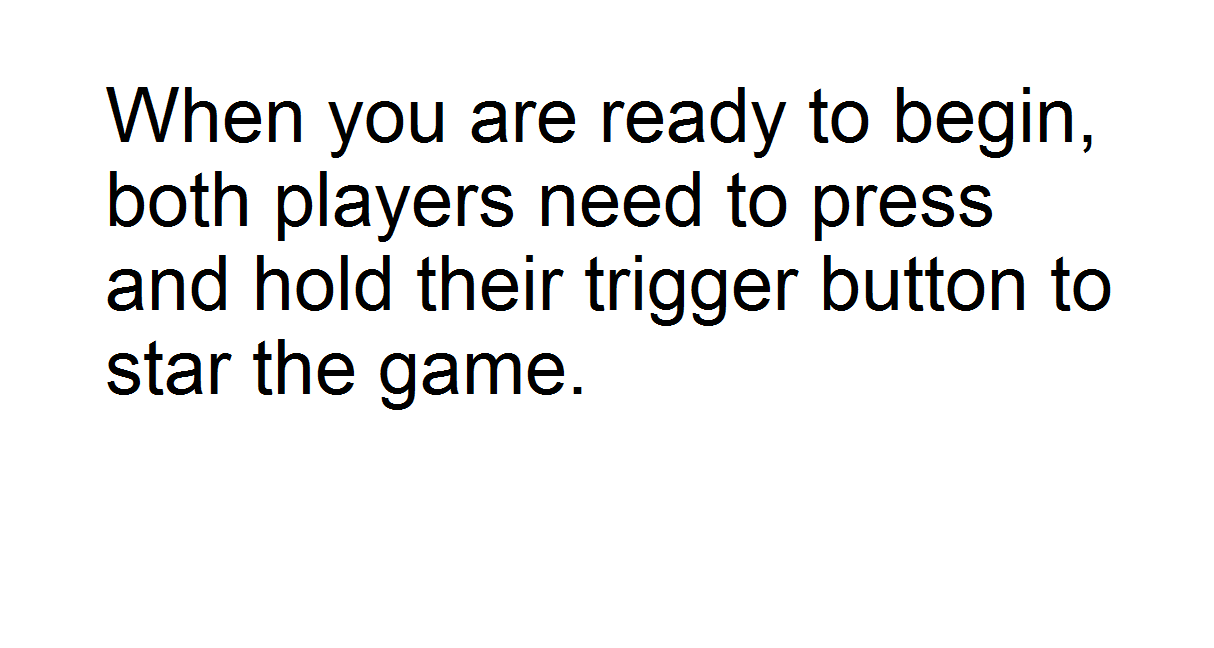 When you are ready to begin,
both players need to press
and hold their trigger button to
star the game.